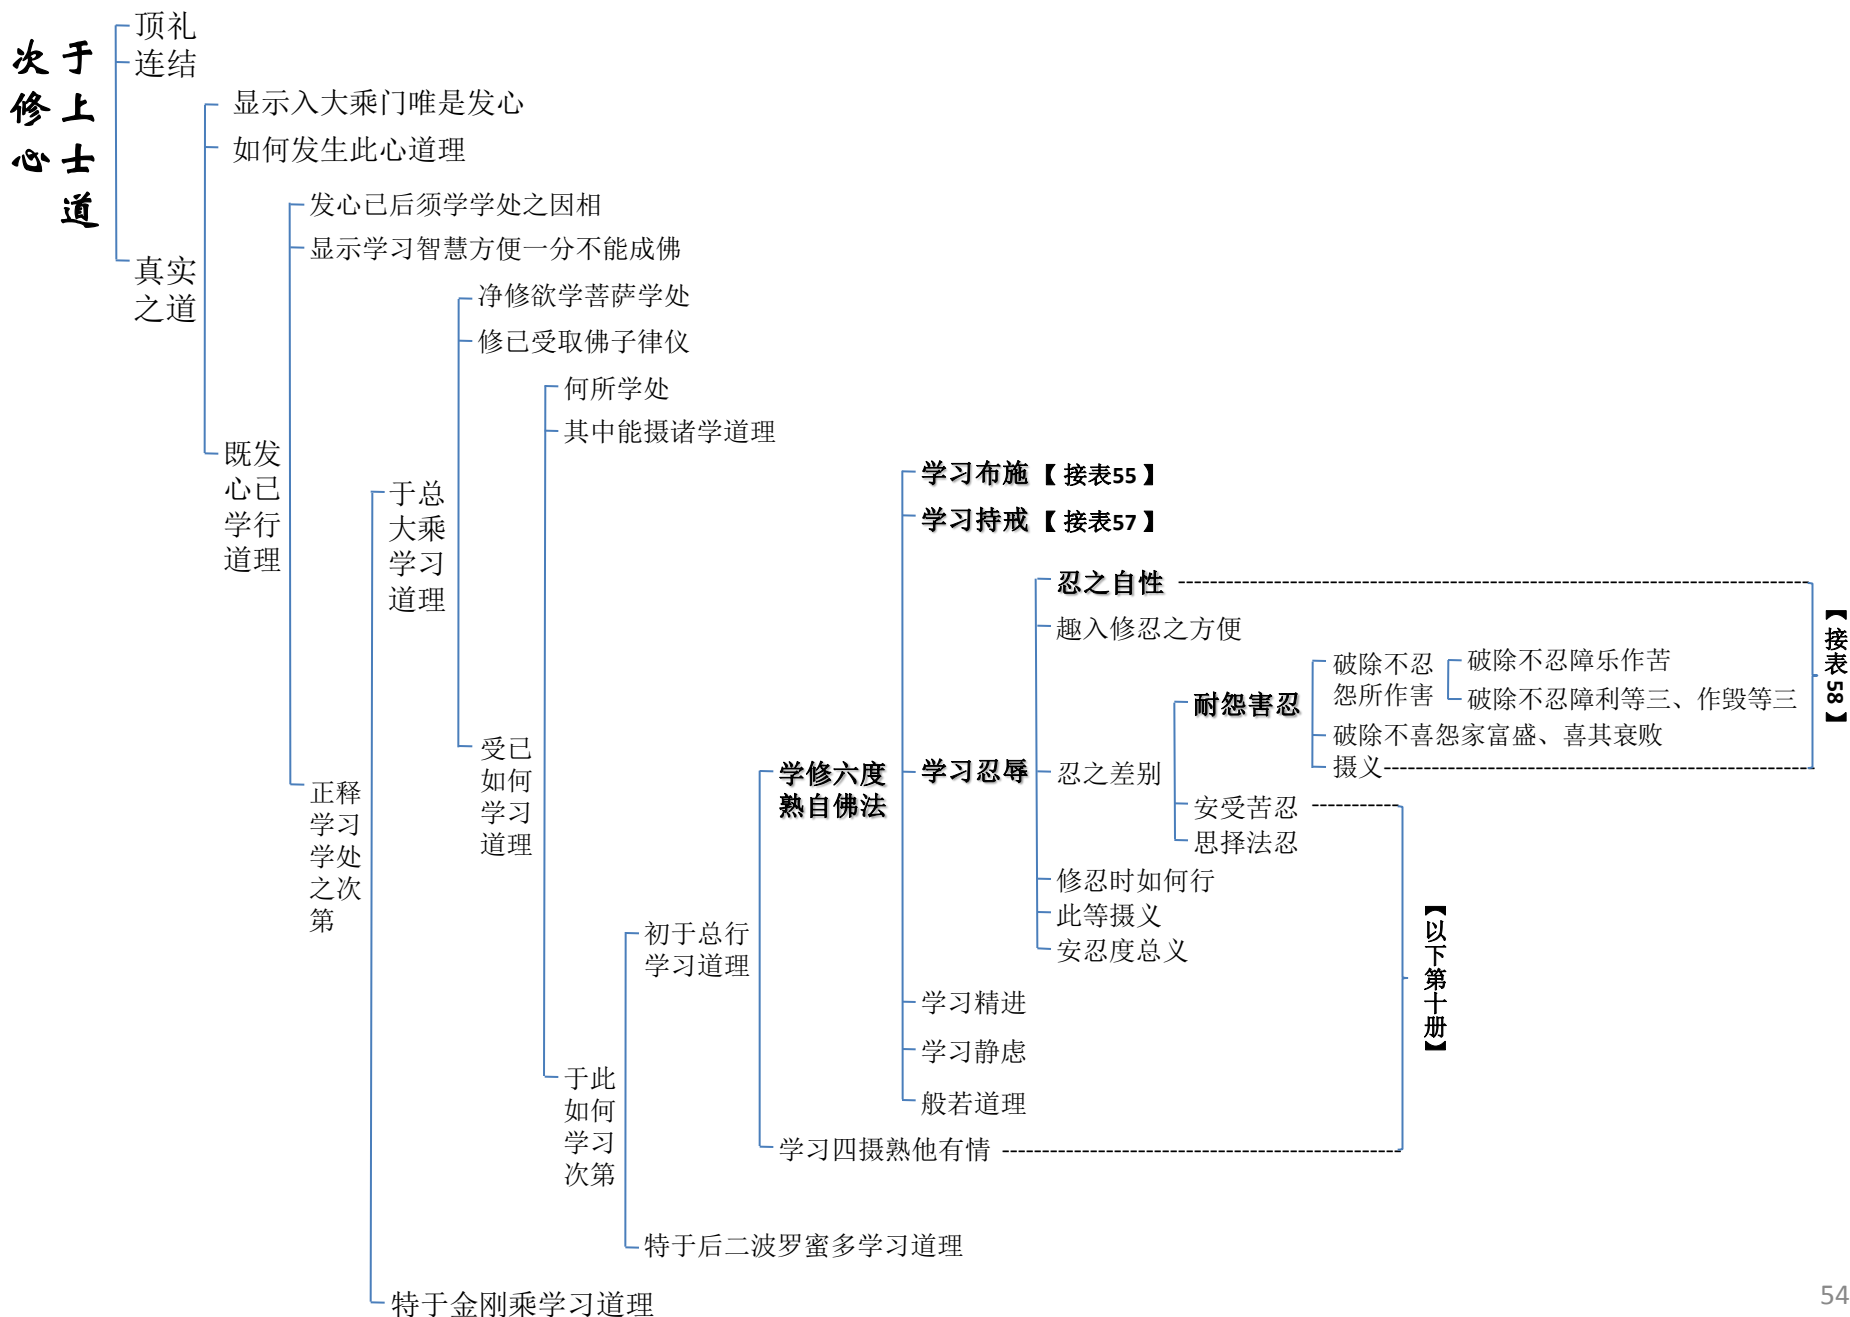 于上士道
次修心
顶礼
连结
真实
之道
显示入大乘门唯是发心
如何发生此心道理
既发
心已
学行
道理
发心已后须学学处之因相
显示学习智慧方便一分不能成佛
正释
学习
学处
之次
第
于总
大乘
学习
道理
特于金刚乘学习道理
净修欲学菩萨学处
修已受取佛子律仪
受已
如何
学习
道理
何所学处
其中能摄诸学道理
于此
如何
学习
次第
初于总行
学习道理
特于后二波罗蜜多学习道理
学修六度
熟自佛法
学习四摄熟他有情
学习布施【 接表55 】
学习持戒【 接表57 】
学习忍辱
学习精进
学习静虑
般若道理
忍之自性
趣入修忍之方便
忍之差别
修忍时如何行
此等摄义
安忍度总义
耐怨害忍
安受苦忍
思择法忍
破除不忍
怨所作害
破除不喜怨家富盛、喜其衰败
摄义
破除不忍障乐作苦
破除不忍障利等三、作毁等三
【 接表 58 】
【以下第十册】
54